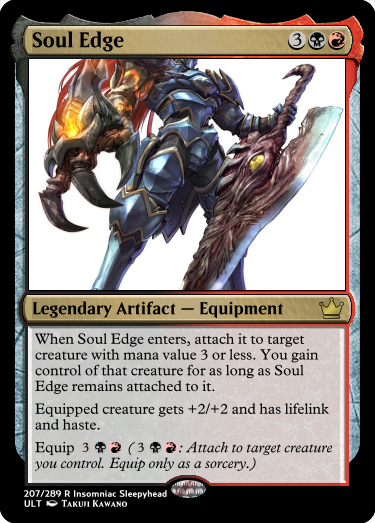 Soul Edge 3
Legendary Artifact — Equipment
When Soul Edge enters, attach it to target
creature with mana value 3 or less. You gain
control of that creature for as long as Soul
Edge remains attached to it.
Equipped creature gets +2/+2 and has lifelink
and haste.
Equip 3 ( 3 : Attach to target creature
you control. Equip only as a sorcery.)
207/289 R Insomniac Sleepyhead
ULT Takuji Kawano